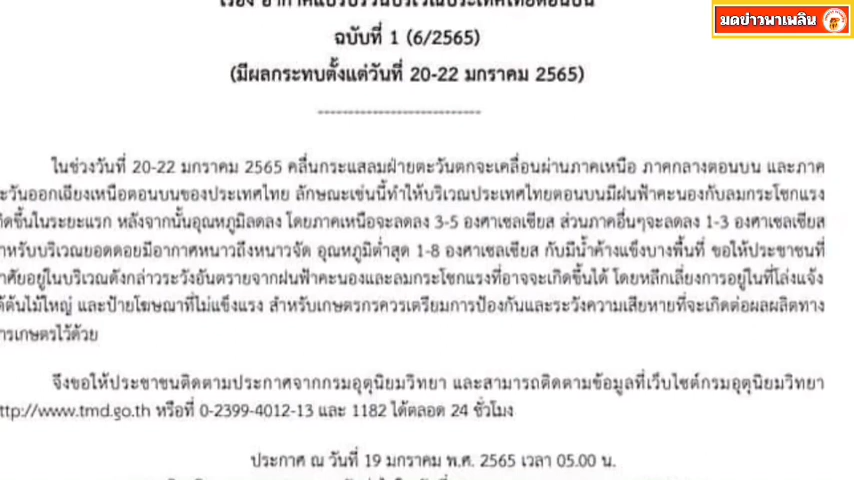 เรื่อง อากาศแปรปรวนบริเวณประเทศไทยตอนบน
มดข่าวพาเพลิน
ฉบับที่ 1 (6/2565)
(มีผลกระทบตั้งแต่วันที่ 20-22 มกราคม 2565)
----------------------------
ในช่วงวันที่ 20-22 มกราคม 2565 คลื่นกระแสลมฝ่ายตะวันตกจะเคลื่อนผ่านภาคเหนือ ภาคกลางตอนบน และภาค
ะวันออกเฉียงเหนือตอนบนของประเทศไทย ลักษณะเช่นนี้ทำให้บริเวณประเทศไทยตอนบนมีฝนฟ้าคะนองกับลมกระโชกแรง
กิดขึ้นในระยะแรก หลังจากนั้นอุณหภูมิลดลง โดยภาคเหนือจะลดลง 3-5 องศาเซลเซียส ส่วนภาคอื่นๆจะลดลง 1-3 องศาเซลเซียส
ำหรับบริเวณยอดดอยมีอากาศหนาวถึงหนาวจัด อุณหภูมิต่ำสุด 1-8 องศาเซลเซียส กับมีน้ำค้างแข็งบางพื้นที่ ขอให้ประชาชนที่
าศัยอยู่ในบริเวณดังกล่าวระวังอันตรายจากฝนฟ้าคะนองและลมกระโชกแรงที่อาจจะเกิดขึ้นได้ โดยหลีกเลี่ยงการอยู่ในที่โล่งแจ้ง
ต้ต้นไม้ใหญ่ และป้ายโฆษณาที่ไม่แข็งแรง สำหรับเกษตรกรควรเตรียมการป้องกันและระวังความเสียหายที่จะเกิดต่อผลผลิตทาง
ารเกษตรไว้ด้วย
จึงขอให้ประชาชนติดตามประกาศจากกรมอุตุนิยมวิทยา และสามารถติดตามข้อมูลที่เว็บไซต์กรมอุตุนิยมวิทยา
ttp://www.tmd.go.th หรือที่ 0-2399-4012-13 และ 1182 ได้ตลอด 24 ชั่วโมง
ประกาศ ณ วันที่ 19 มกราคม พ.ศ. 2565 เวลา 05.00 น.